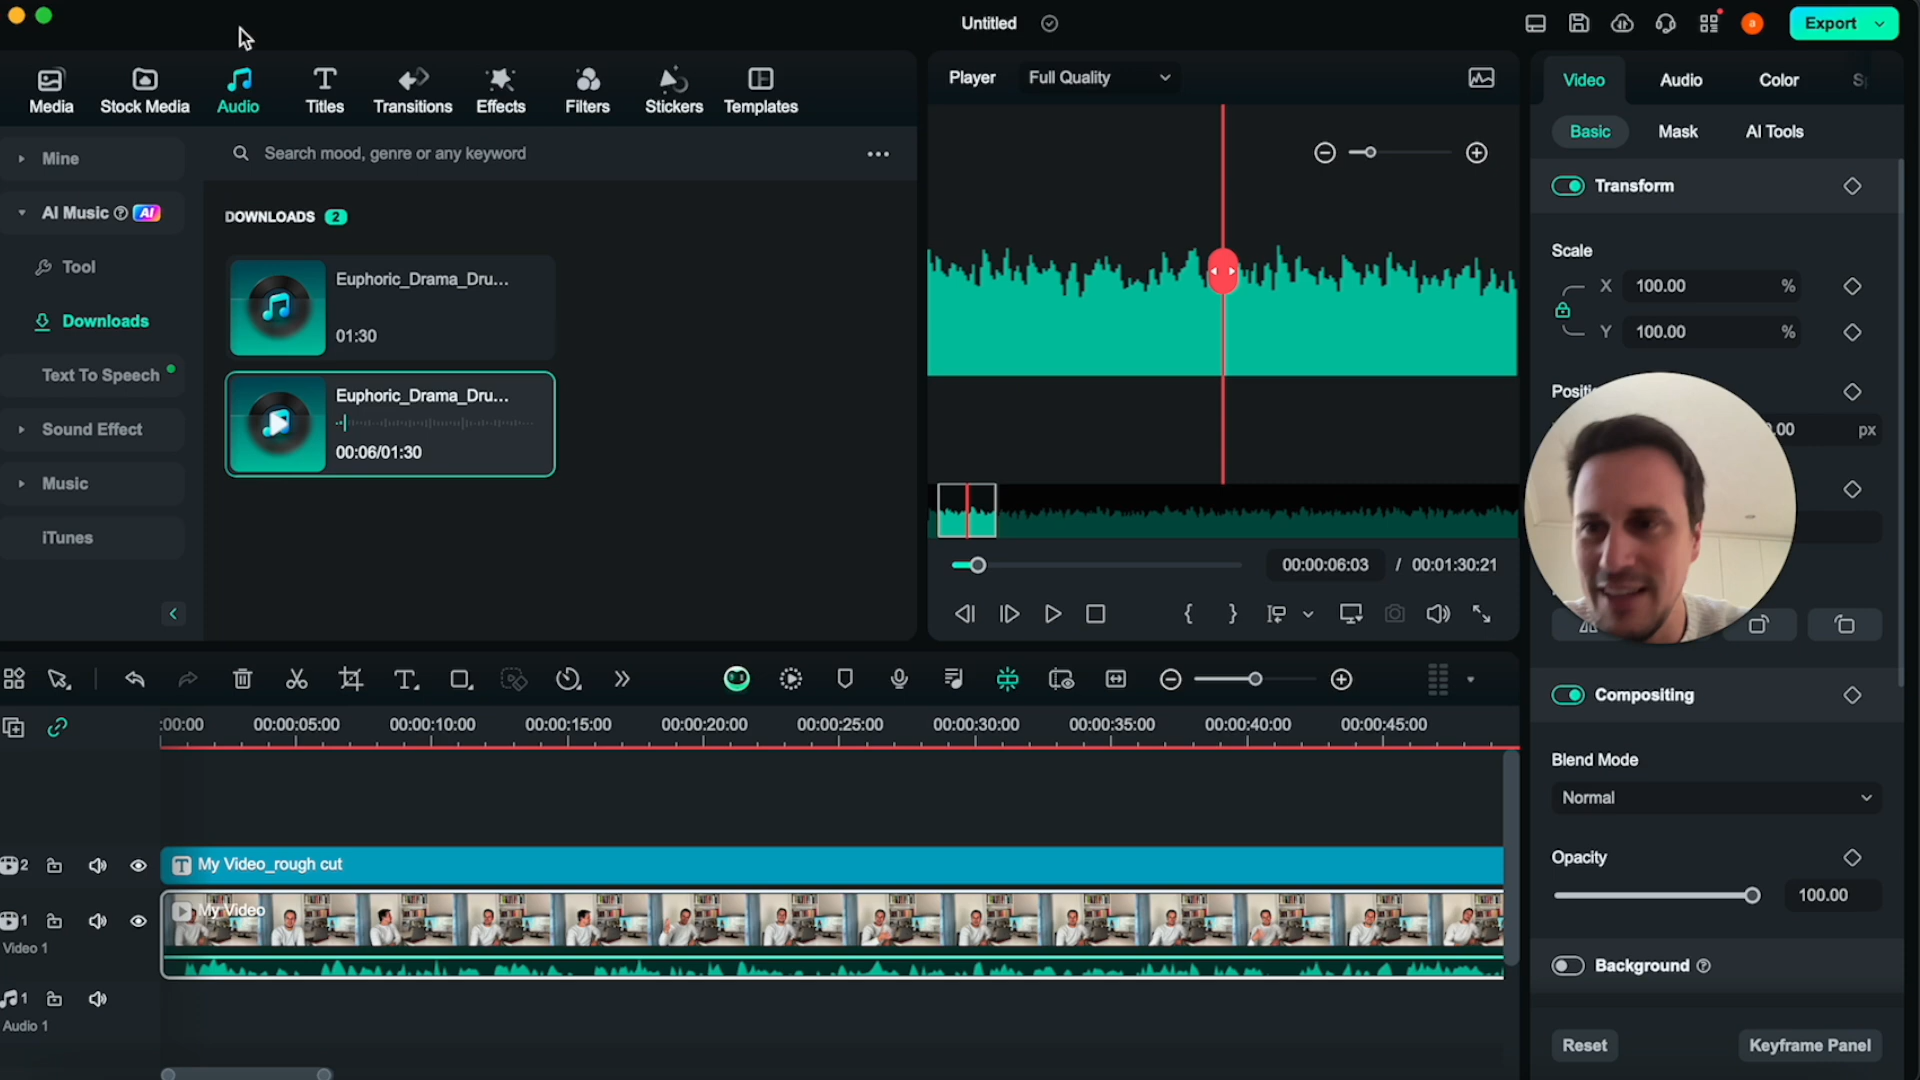 Untitled
Export
Media
Stock Media
Audio
Titles
Transitions
Effects
Filters
Stickers
Templates
Player
Full Quality
Video
Audio
Color
Basic
Mask
AI Tools
Mine
Search mood, genre or any keyword
AI Music AI
DOWNLOADS 2
Transform
Tool
Euphoric_Drama_Dru...
01:30
Scale
X 100.00 %
Y 100.00 %
Downloads
Text To Speech
Euphoric_Drama_Dru...
00:06/01:30
px
Sound Effect
Music
iTunes
00:00:06:03 / 00:01:30:21
Compositing
:00:00
00:00:05:00
00:00:10:00
00:00:15:00
00:00:20:00
00:00:25:00
00:00:30:00
00:00:35:00
00:00:40:00
00:00:45:00
Blend Mode
Normal
2
My Video_rough cut
Opacity
100.00
1
My Video
Video 1
Background
1
Audio 1
Reset
Keyframe Panel